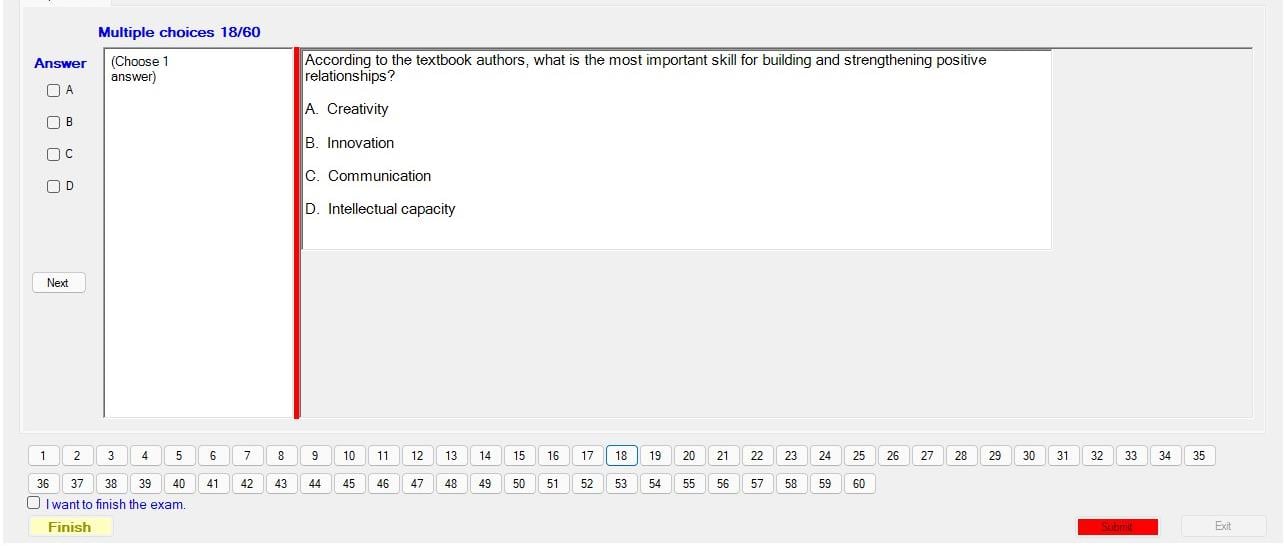 Multiple choices 18/60
Answer
A
B
C
D
Next
(Choose 1
answer)
According to the textbook authors, what is the most important skill for building and strengthening positive
relationships?
A. Creativity
B. Innovation
C. Communication
D. Intellectual capacity
1 2 3 4 5 6 7 8 9 10 11 12 13 14 15 16 17 18 19 20 21 22 23 24 25 26 27 28 29 30 31 32 33 34 35
36 37 38 39 40 41 42 43 44 45 46 47 48 49 50 51 52 53 54 55 56 57 58 59 60
I want to finish the exam.
Finish
Submit
Exit